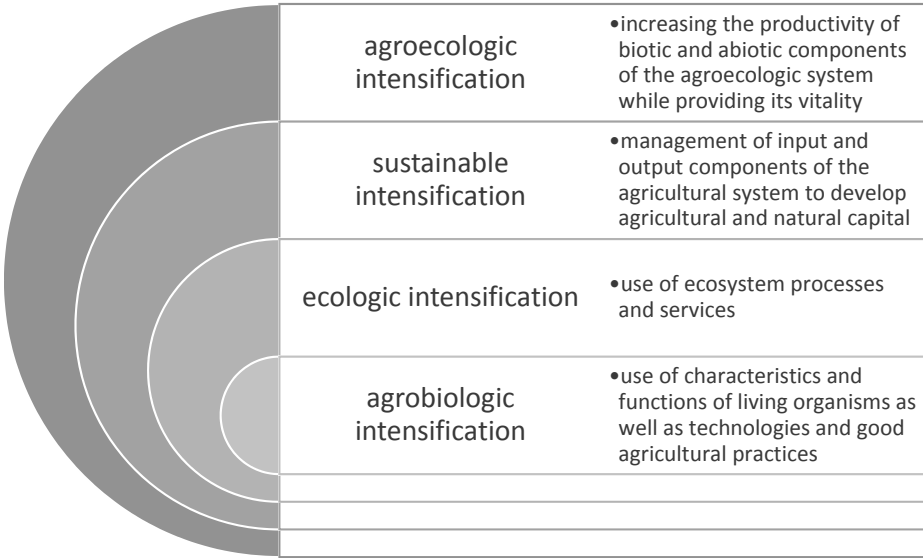 agroecologic
intensification
•increasing the productivity of
biotic and abiotic components
of the agroecologic system
while providing its vitality
sustainable
intensification
•management of input and
output components of the
agricultural system to develop
agricultural and natural capital
ecologic intensification
•use of ecosystem processes
and services
agrobiologic
intensification
•use of characteristics and
functions of living organisms as
well as technologies and good
agricultural practices